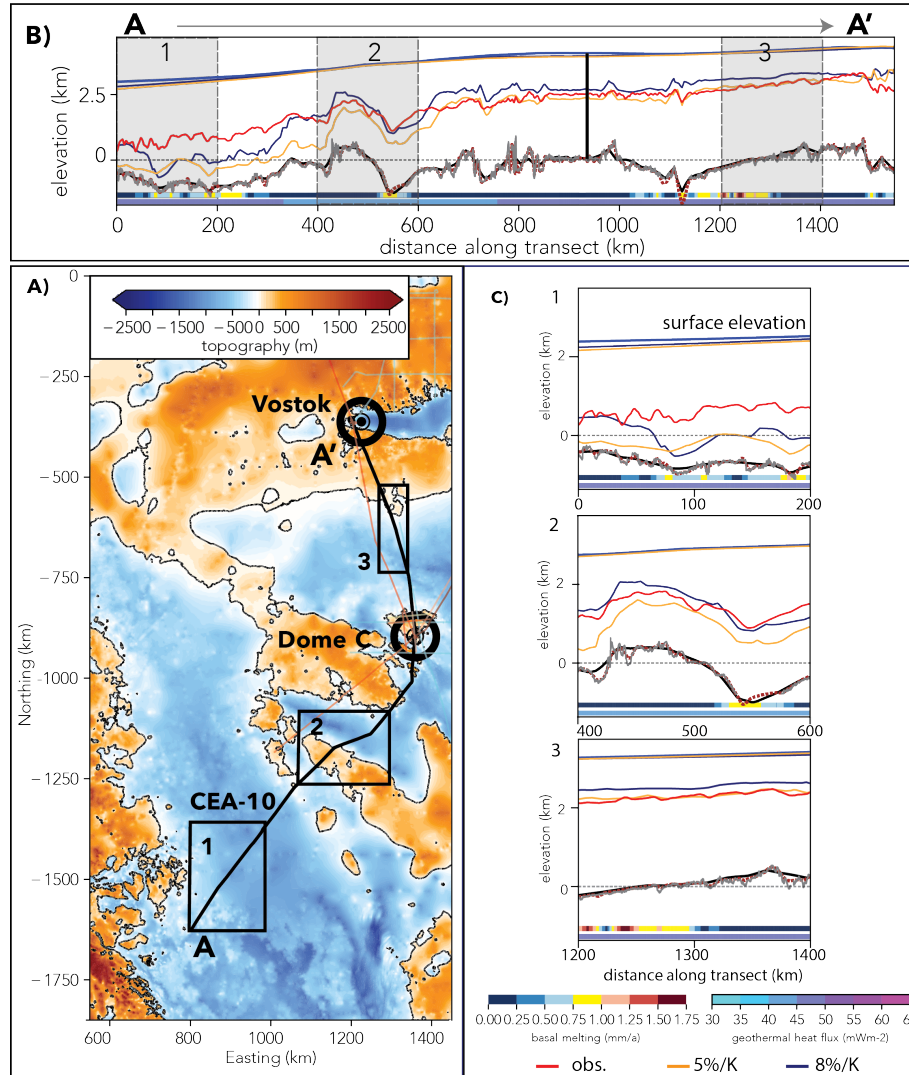 B)
A
A′
1
2
3
2.5
0
elevation (km)
0
200
400
600
800
1000
1200
1400
distance along transect (km)
A)
0
−250
−500
−750
−1000
−1250
−1500
−1750
Northing (km)
−2500 −1500 −5000 0 500 1500 2500
topography (m)
Vostok
A′
3
Dome C
2
CEA-10
1
A
600 800 1000 1200 1400
Easting (km)
C)
1
surface elevation
2
0
elevation (km)
0 100 200
2
2
0
elevation (km)
400 500 600
3
2
0
elevation (km)
1200 1300 1400
distance along transect (km)
0.00 0.25 0.50 0.75 1.00 1.25 1.50 1.75
basal melting (mm/a)
30 35 40 45 50 55 60
geothermal heat flux (mWm-2)
obs. 5%/K 8%/K